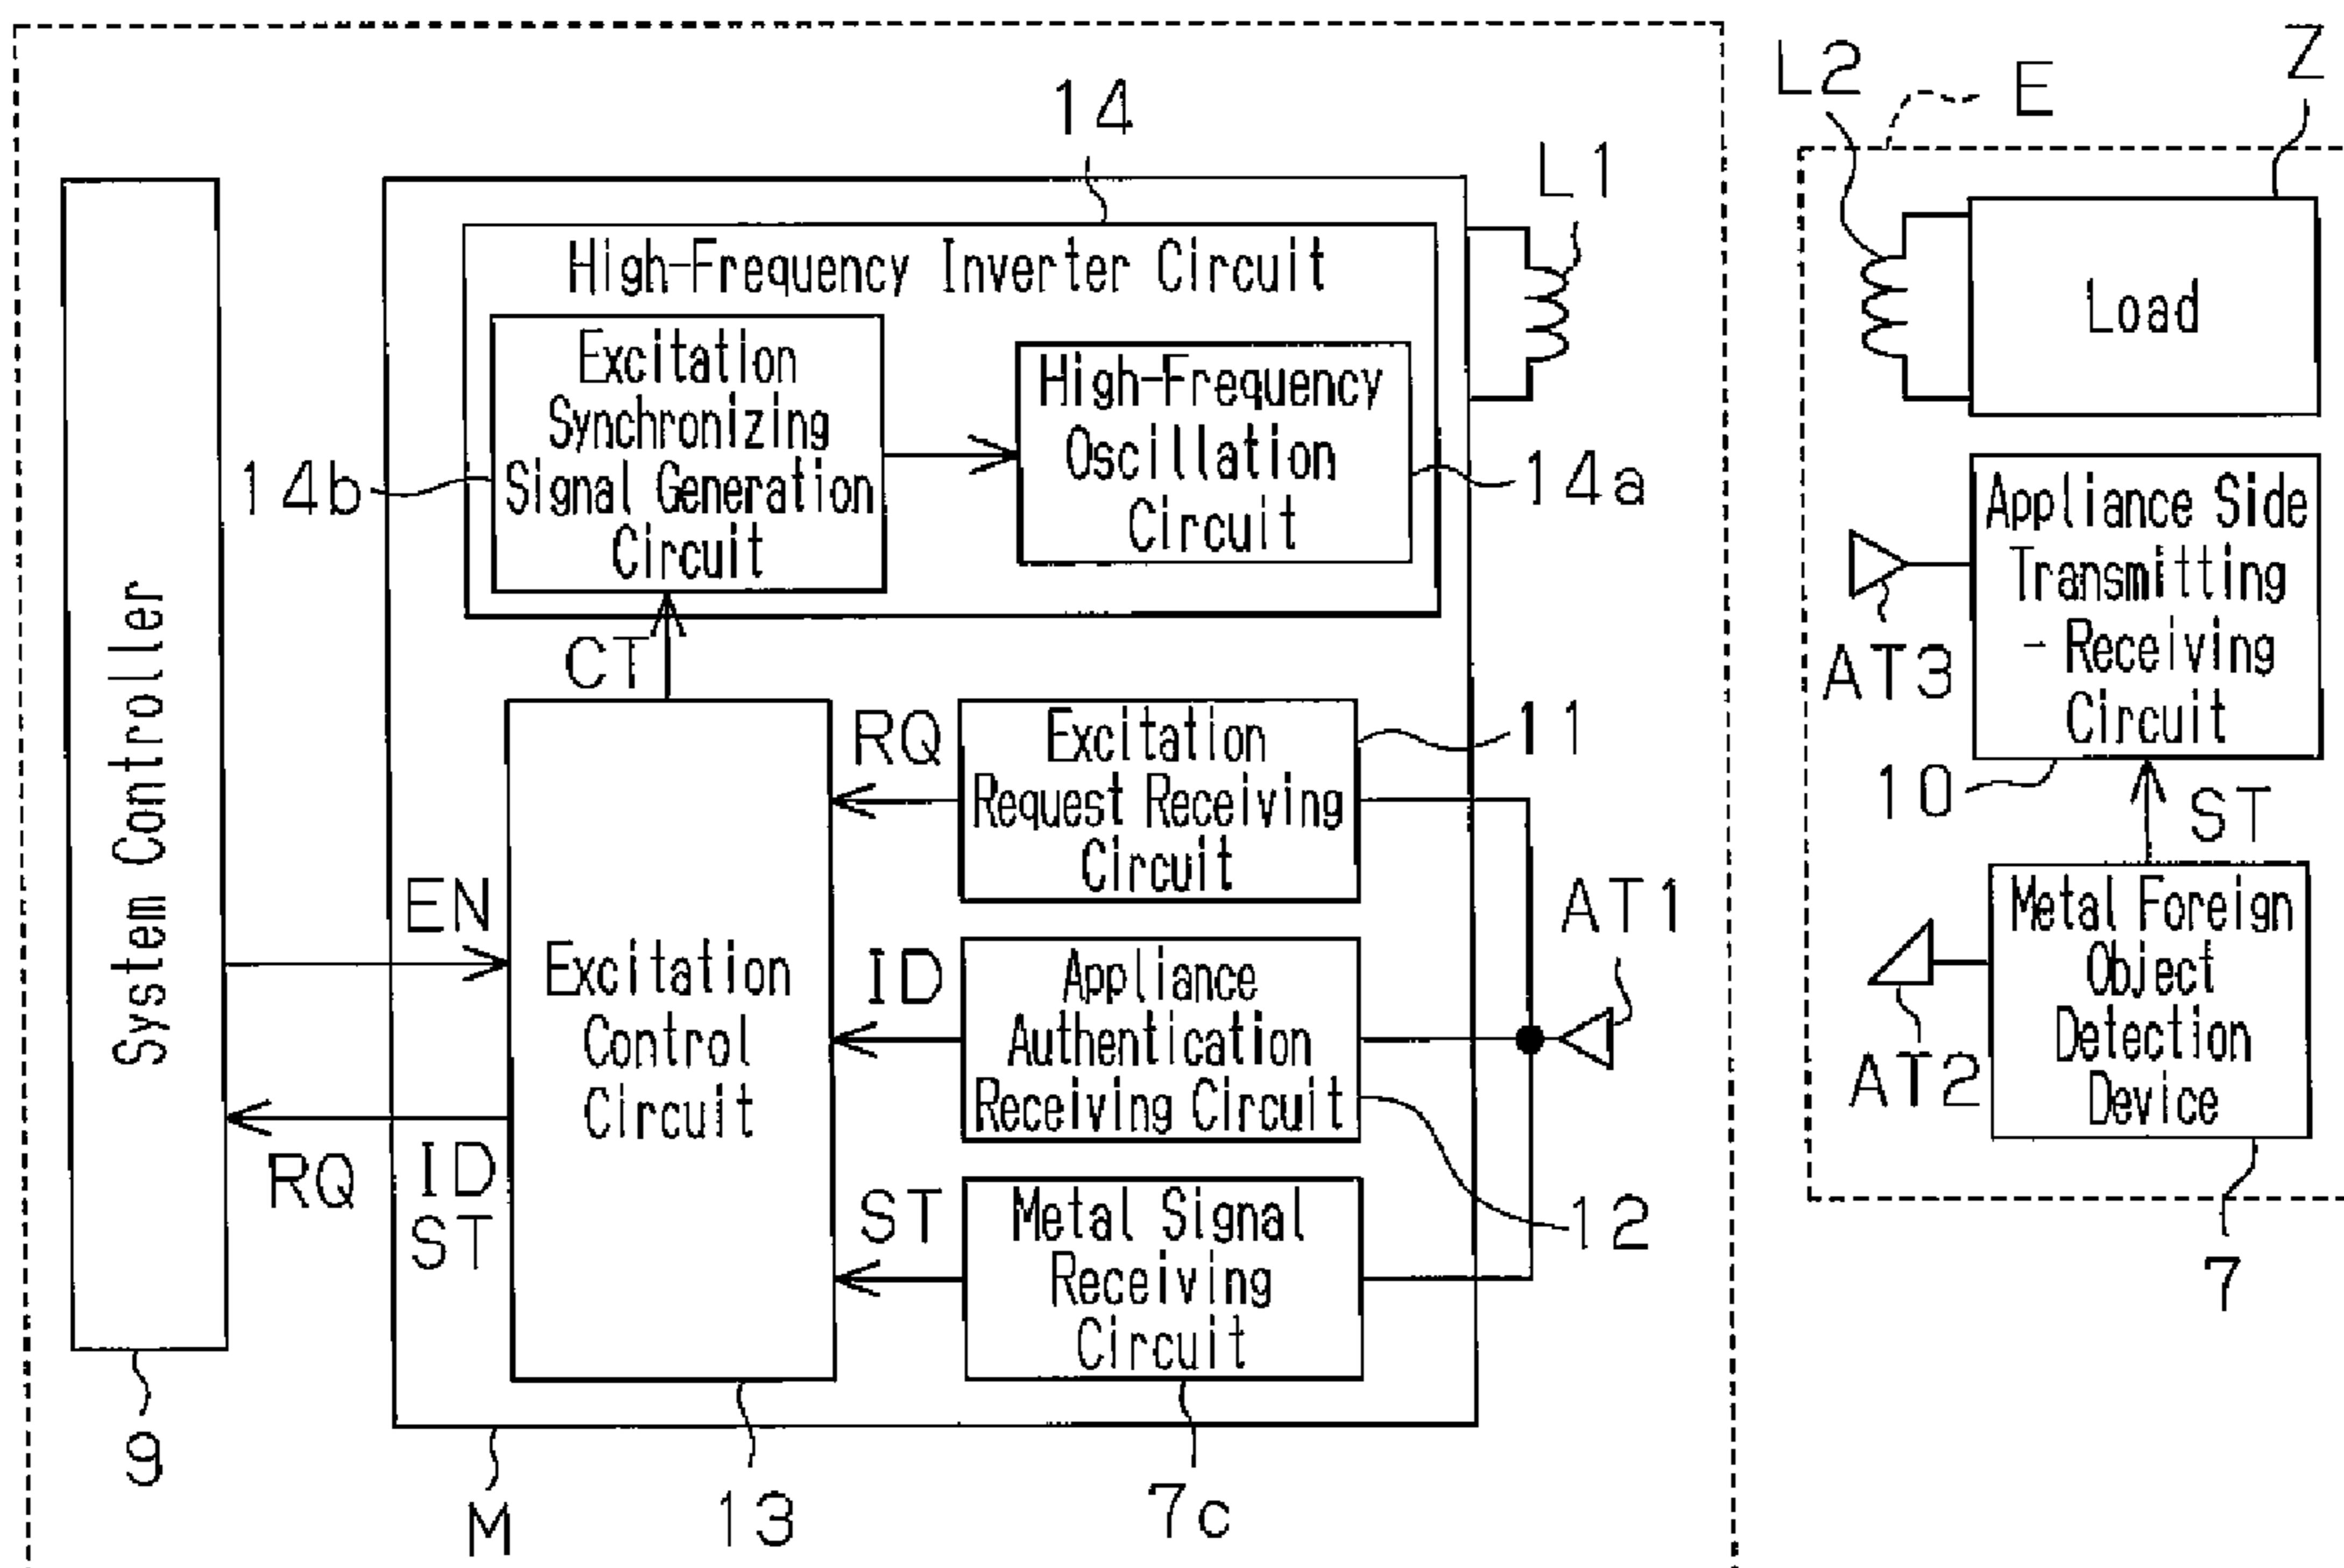 14
L1
L2
E
Z
High-Frequency Inverter Circuit
Excitation
Synchronizing
Signal Generation
Circuit
High-Frequency
Oscillation
Circuit
14b
14a
Load
System Controller
CT
Appliance Side
Transmitting
- Receiving
Circuit
AT3
10
ST
RQ
Excitation
Request Receiving
Circuit
11
EN
Excitation
Control
Circuit
ID
Appliance
Authentication
Receiving Circuit
AT1
Metal Foreign
Object
Detection
Device
AT2
RQ
ID
ST
ST
Metal Signal
Receiving
Circuit
12
7
9
M
13
7c